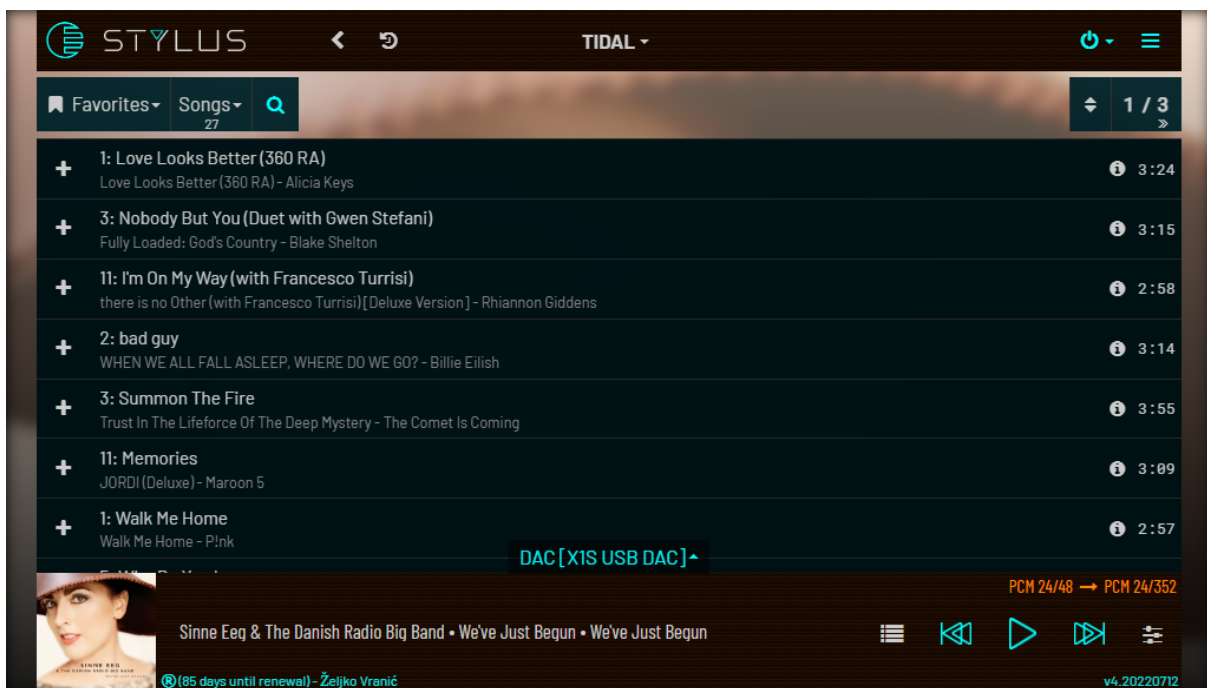 STYLUS
TIDAL
Favorites
Songs
27
1 / 3
1: Love Looks Better (360 RA)
Love Looks Better (360 RA) - Alicia Keys
3:24
3: Nobody But You (Duet with Gwen Stefani)
Fully Loaded: God's Country - Blake Shelton
3:15
11: I'm On My Way (with Francesco Turrisi)
there is no Other (with Francesco Turrisi) [Deluxe Version] - Rhiannon Giddens
2:58
2: bad guy
WHEN WE ALL FALL ASLEEP, WHERE DO WE GO? - Billie Eilish
3:14
3: Summon The Fire
Trust In The Lifeforce Of The Deep Mystery - The Comet Is Coming
3:55
11: Memories
JORDI (Deluxe) - Maroon 5
3:09
1: Walk Me Home
Walk Me Home - P!nk
2:57
DAC [X1S USB DAC]
PCM 24/48 → PCM 24/352
Sinne Eeg & The Danish Radio Big Band • We've Just Begun • We've Just Begun
SINNE EEG
® (85 days until renewal) - Željko Vranić
v4.20220712